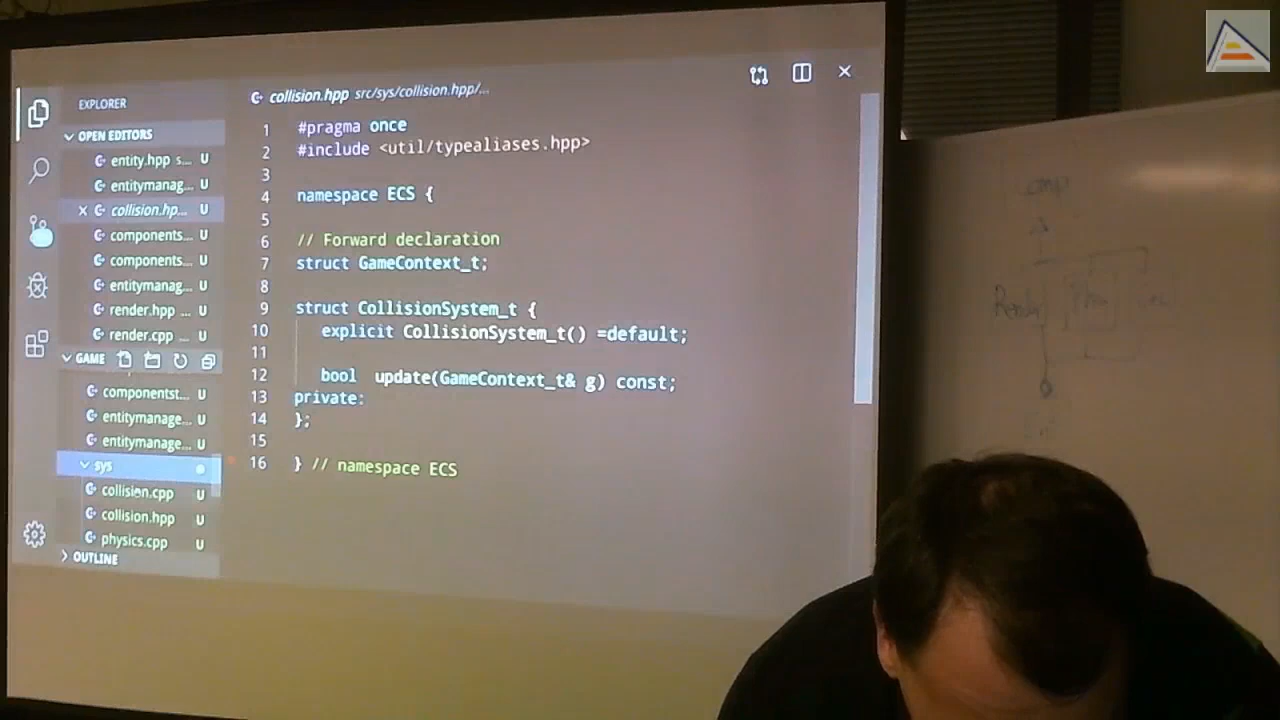 EXPLORER
OPEN EDITORS
entity.hpp s... U
entitymanag... U
collision.hp... U
components... U
components... U
entitymanag... U
render.hpp ... U
render.cpp ... U
GAME
componentst... U
entitymanage... U
entitymanage... U
sys
collision.cpp U
collision.hpp U
physics.cpp U
OUTLINE
collision.hpp src/sys/collision.hpp/...
1 #pragma once
2 #include <util/typealiases.hpp>
3
4 namespace ECS {
5
6 // Forward declaration
7 struct GameContext_t;
8
9 struct CollisionSystem_t {
10 explicit CollisionSystem_t() =default;
11
12 bool update(GameContext_t& g) const;
13 private:
14 };
15
16 } // namespace ECS
Render